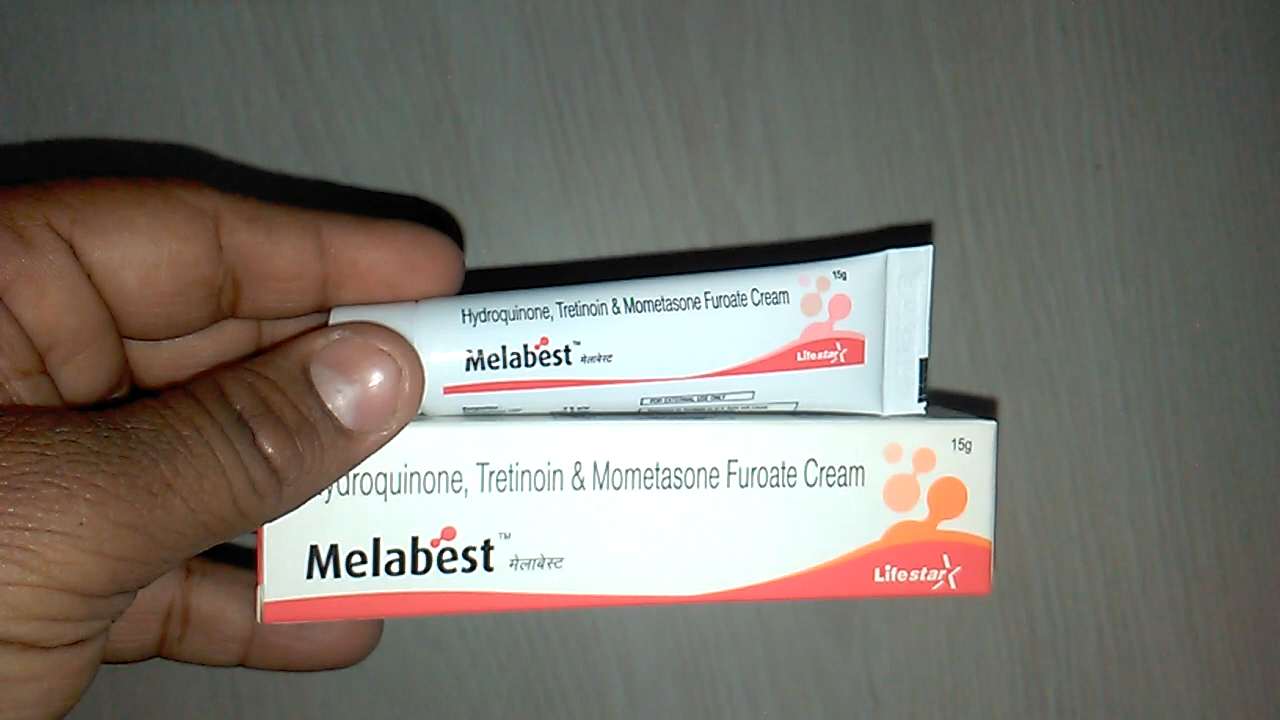 Hydroquinone, Tretinoin & Mometasone Furoate Cream
15g
Melabest™ मेलाबेस्ट
Lifestar
FOR EXTERNAL USE ONLY
ydroquinone, Tretinoin & Mometasone Furoate Cream
15g
Melabest™ मेलाबेस्ट
Lifestar